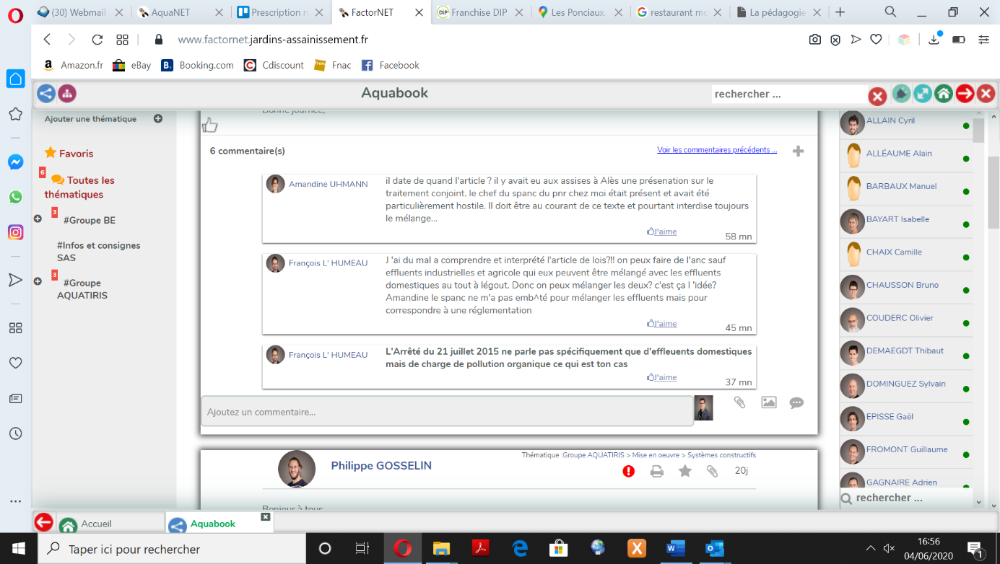 (30) Webmail
AquaNET
Prescription n
FactorNET
Franchise DIP
Les Ponciaux,
restaurant mo
La pédagogie
www.factornet.jardins-assainissement.fr
Amazon.fr
eBay
Booking.com
Cdiscount
Fnac
Facebook
Aquabook
rechercher ...
Ajouter une thématique
Favoris
6
Toutes les
thématiques
3
#Groupe BE
#Infos et consignes
SAS
3
#Groupe
AQUATIRIS
6 commentaire(s)
Voir les commentaires précédents ...
Amandine UHMANN
il date de quand l'article ? il y avait eu aux assises à Alès une présenation sur le
traitement conjoint. le chef du spanc du pnr chez moi était présent et avait été
particulièrement hostile. Il doit être au courant de ce texte et pourtant interdise toujours
le mélange...
J'aime
58 mn
François L' HUMEAU
J 'ai du mal a comprendre et interprété l'article de lois?!! on peux faire de l'anc sauf
effluents industrielles et agricole qui eux peuvent être mélangé avec les effluents
domestiques au tout à légout. Donc on peux mélanger les deux? c'est ça l 'idée?
Amandine le spanc ne m'a pas emb^té pour mélanger les effluents mais pour
correspondre à une réglementation
J'aime
45 mn
François L' HUMEAU
L'Arrêté du 21 juillet 2015 ne parle pas spécifiquement que d'effleuents domestiques
mais de charge de pollution organique ce qui est ton cas
J'aime
37 mn
Ajoutez un commentaire...
Philippe GOSSELIN
Thématique :Groupe AQUATIRIS > Mise en oeuvre > Systèmes constructifs
20j
Bonjour à tous
ALLAIN Cyril
ALLÉAUME Alain
BARBAUX Manuel
BAYART Isabelle
CHAIX Camille
CHAUSSON Bruno
COUDERC Olivier
DEMAEGDT Thibaut
DOMINGUEZ Sylvain
EPISSE Gaël
FROMONT Guillaume
GAGNAIRE Adrien
rechercher ...
Accueil
Aquabook
Taper ici pour rechercher
16:56
04/06/2020
1